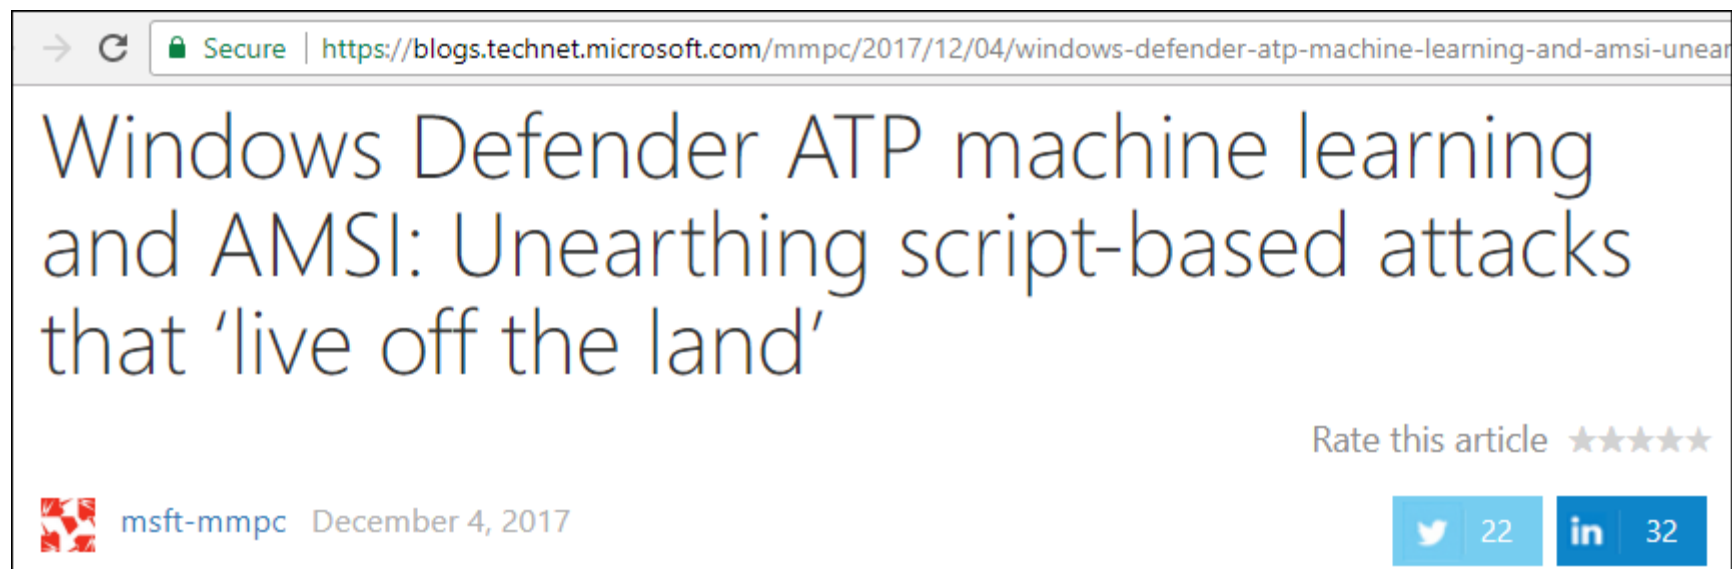 Secure | https://blogs.technet.microsoft.com/mmpc/2017/12/04/windows-defender-atp-machine-learning-and-amsi-unear
Windows Defender ATP machine learning
and AMSI: Unearthing script-based attacks
that ‘live off the land’
Rate this article
msft-mmpc December 4, 2017
22
in 32